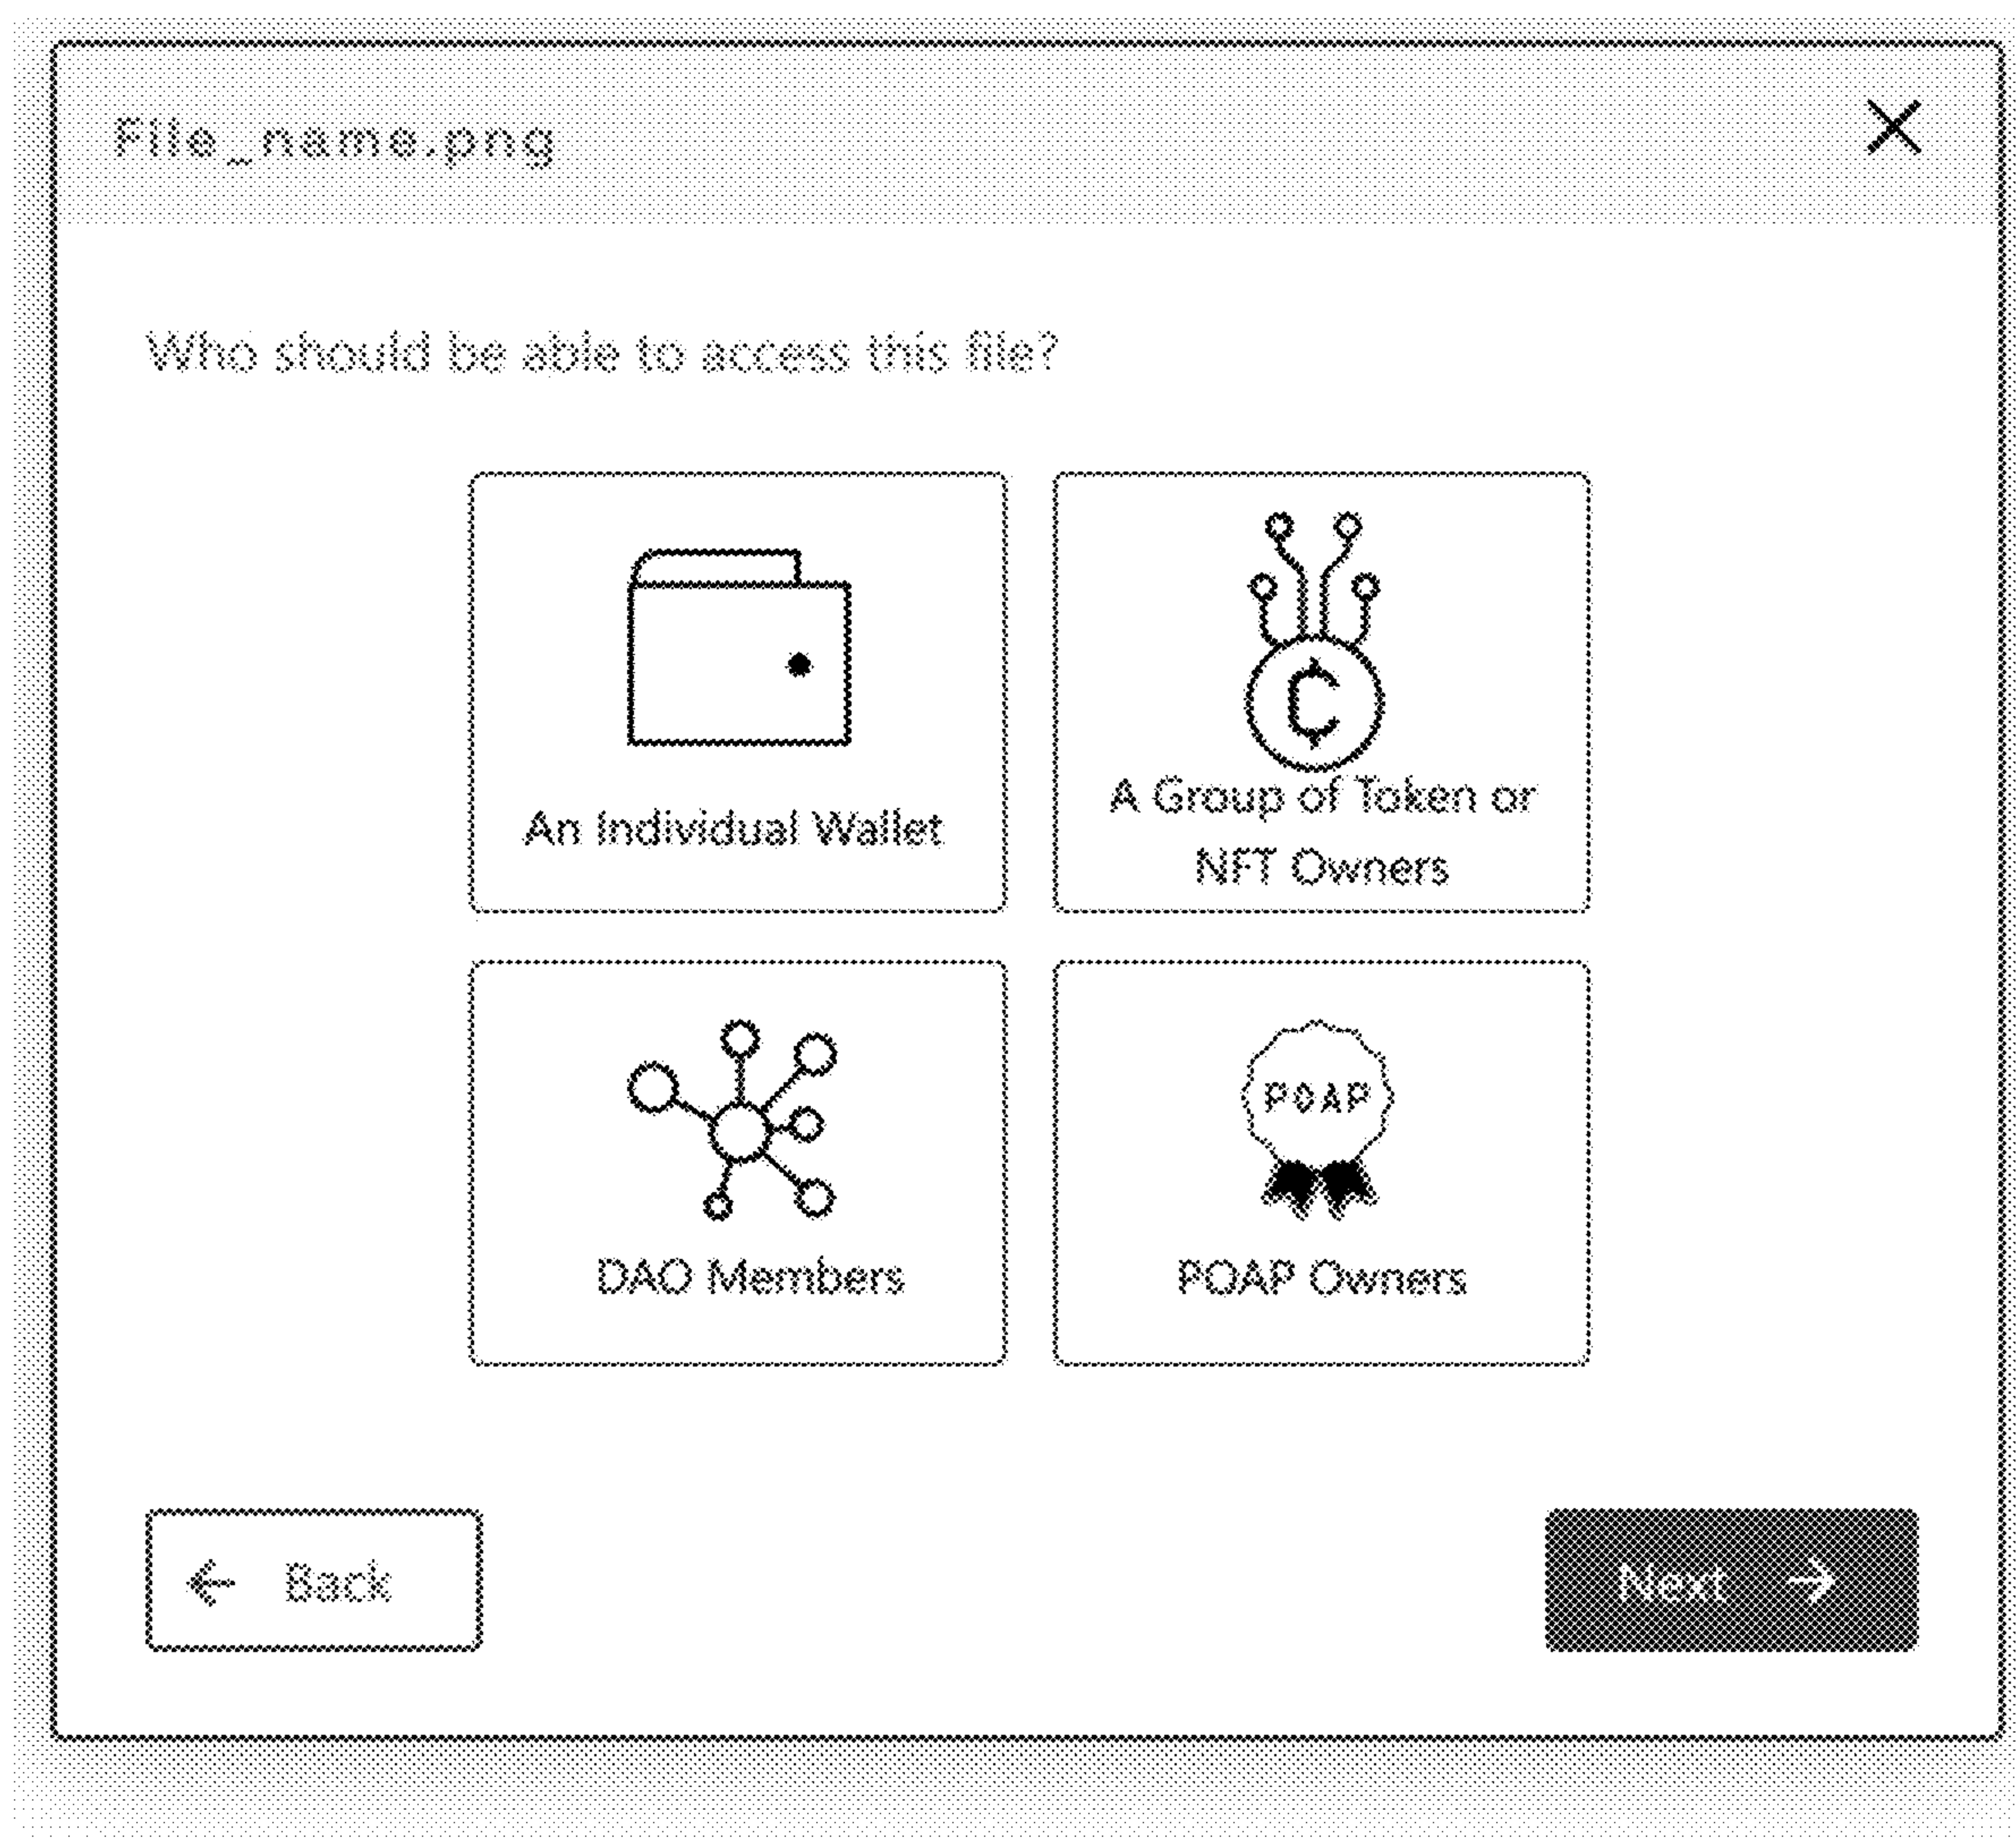 File_name.png
Who should be able to access this file?
An Individual Wallet
A Group of Token or
NFT Owners
POAP
DAO Members
POAP Owners
Back
Next